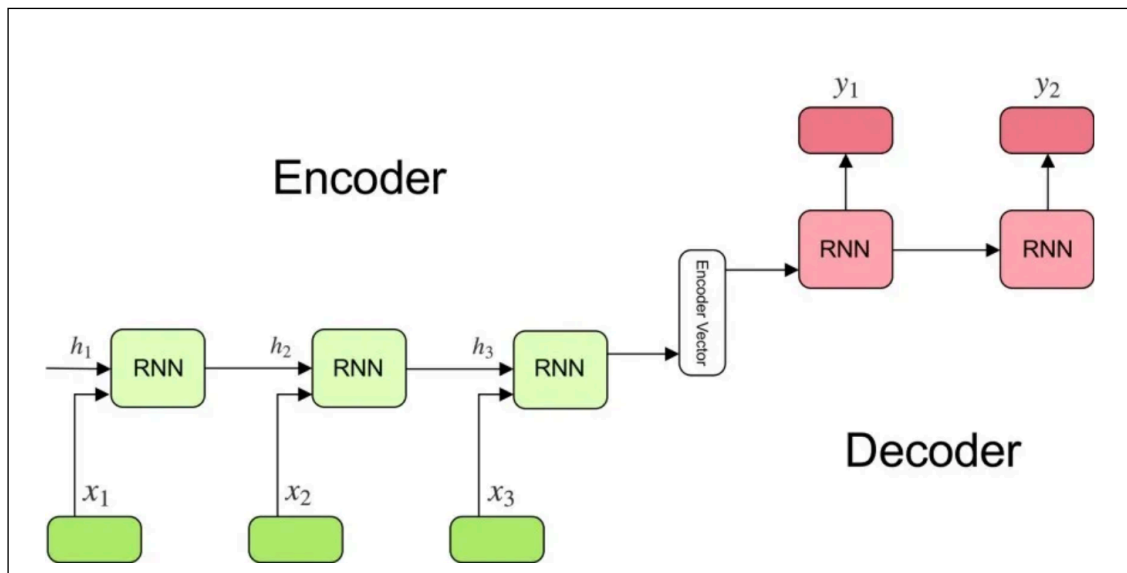 y₁ y₂
Encoder
RNN RNN
Encoder Vector
h₁ RNN h₂ RNN h₃ RNN
Decoder
x₁ x₂ x₃